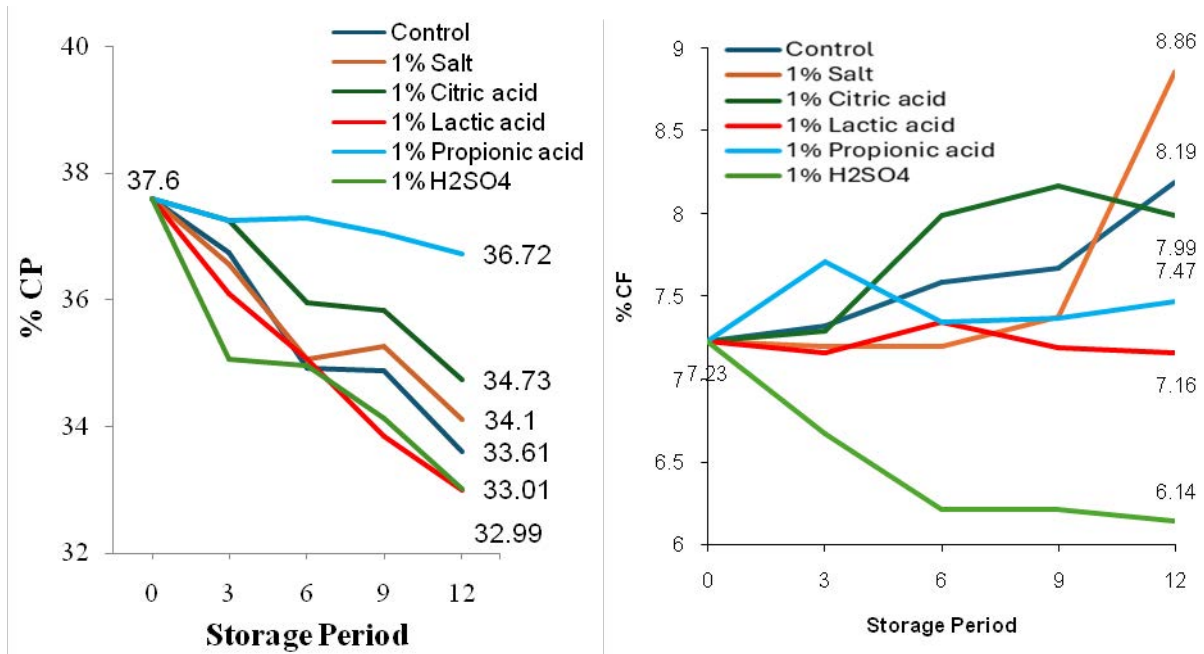 40
38
36
34
32
% CP
Control
1% Salt
1% Citric acid
1% Lactic acid
1% Propionic acid
1% H2SO4
37.6
36.72
34.73
34.1
33.61
33.01
32.99
0 3 6 9 12
Storage Period
9
8.5
8
7.5
7
6.5
6
% CF
Control
1% Salt
1% Citric acid
1% Lactic acid
1% Propionic acid
1% H2SO4
7.23
8.86
8.19
7.99
7.47
7.16
6.14
0 3 6 9 12
Storage Period